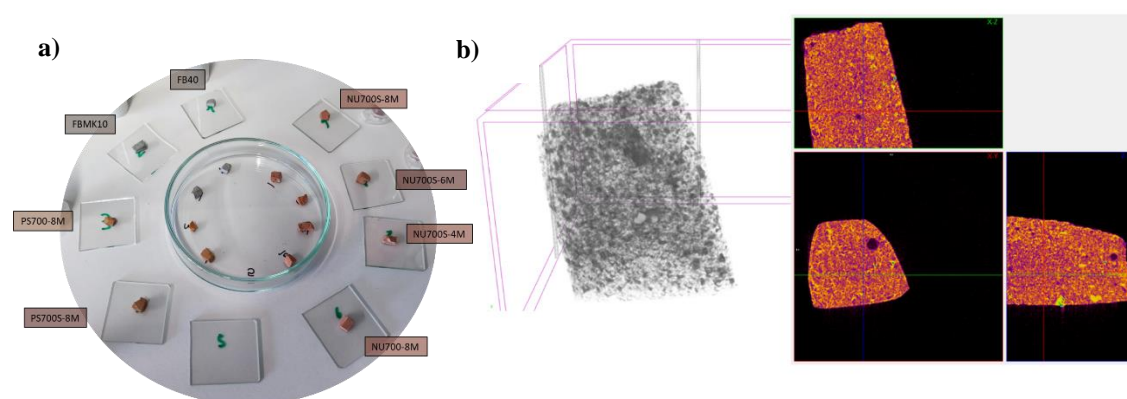 a)
FB40
NU700S-8M
FBMK10
NU700S-6M
PS700-8M
NU700S-4M
PS700S-8M
NU700-8M
b)
X-Z
X-Y